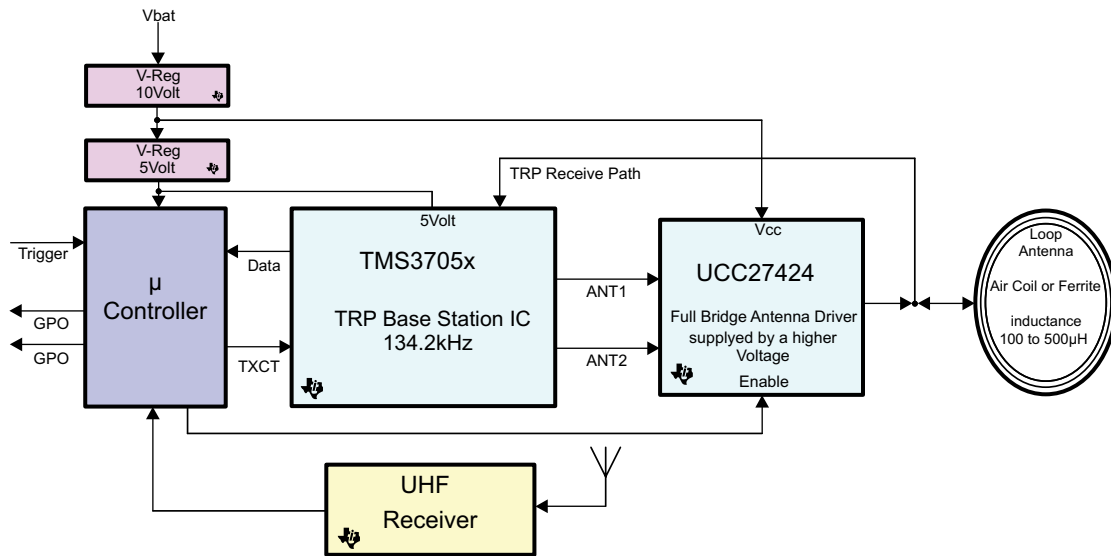 Vbat
V-Reg
10Volt
V-Reg
5Volt
TRP Receive Path
5Volt
Vcc
Trigger
Data
GPO
GPO
TXCT
µ
Controller
TMS3705x
TRP Base Station IC
134.2kHz
ANT1
ANT2
UCC27424
Full Bridge Antenna Driver
supplyed by a higher
Voltage
Enable
Loop
Antenna
Air Coil or Ferrite
inductance
100 to 500µH
UHF
Receiver